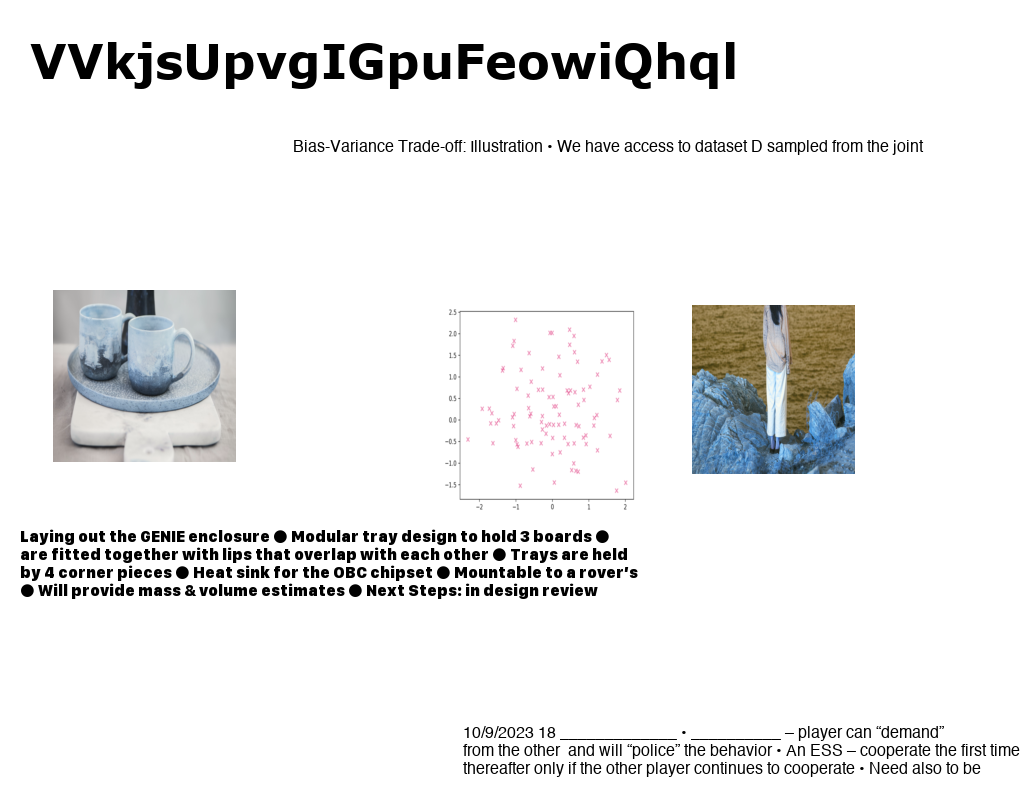 VVkjsUpvgIGpuFeowiQhql
Bias-Variance Trade-off: Illustration • We have access to dataset D sampled from the joint
2.5
2.0
1.5
1.0
0.5
0.0
−0.5
−1.0
−1.5
−2 −1 0 1 2
Laying out the GENIE enclosure ● Modular tray design to hold 3 boards ●
are fitted together with lips that overlap with each other ● Trays are held
by 4 corner pieces ● Heat sink for the OBC chipset ● Mountable to a rover's
● Will provide mass & volume estimates ● Next Steps: in design review
10/9/2023 18 _____________ • __________ – player can “demand”
from the other and will “police” the behavior • An ESS – cooperate the first time
thereafter only if the other player continues to cooperate • Need also to be